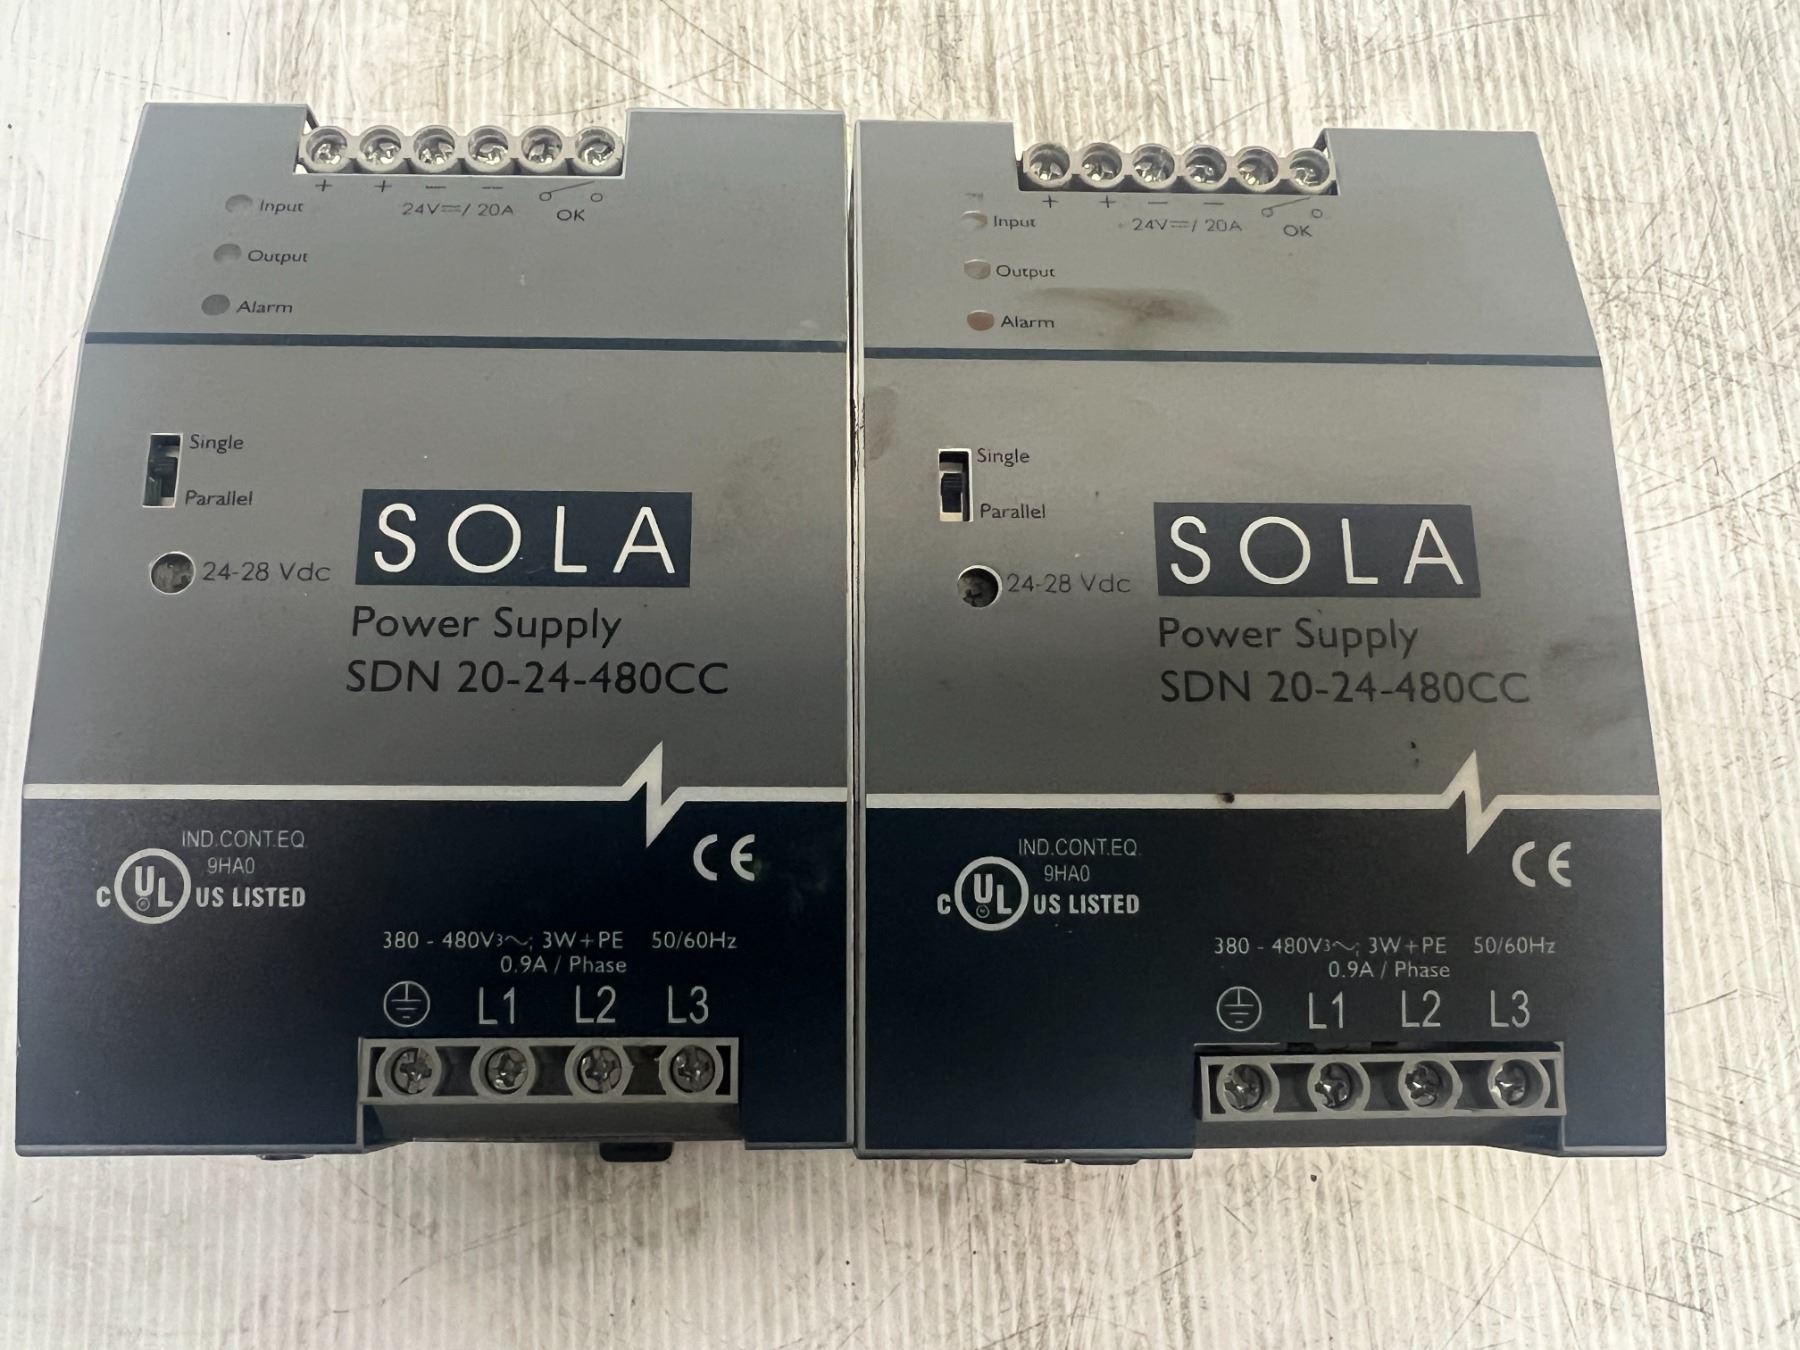 + + — —
24V⎓/ 20A
OK
Input
Output
Alarm
Single
Parallel
24-28 Vdc
SOLA
Power Supply
SDN 20-24-480CC
IND.CONT.EQ.
9HA0
C UL US LISTED
CE
380 - 480V3~; 3W+PE 50/60Hz
0.9A / Phase
L1 L2 L3
+ + — —
24V⎓/ 20A
OK
Input
Output
Alarm
Single
Parallel
24-28 Vdc
SOLA
Power Supply
SDN 20-24-480CC
IND.CONT.EQ.
9HA0
C UL US LISTED
CE
380 - 480V3~; 3W+PE 50/60Hz
0.9A / Phase
L1 L2 L3